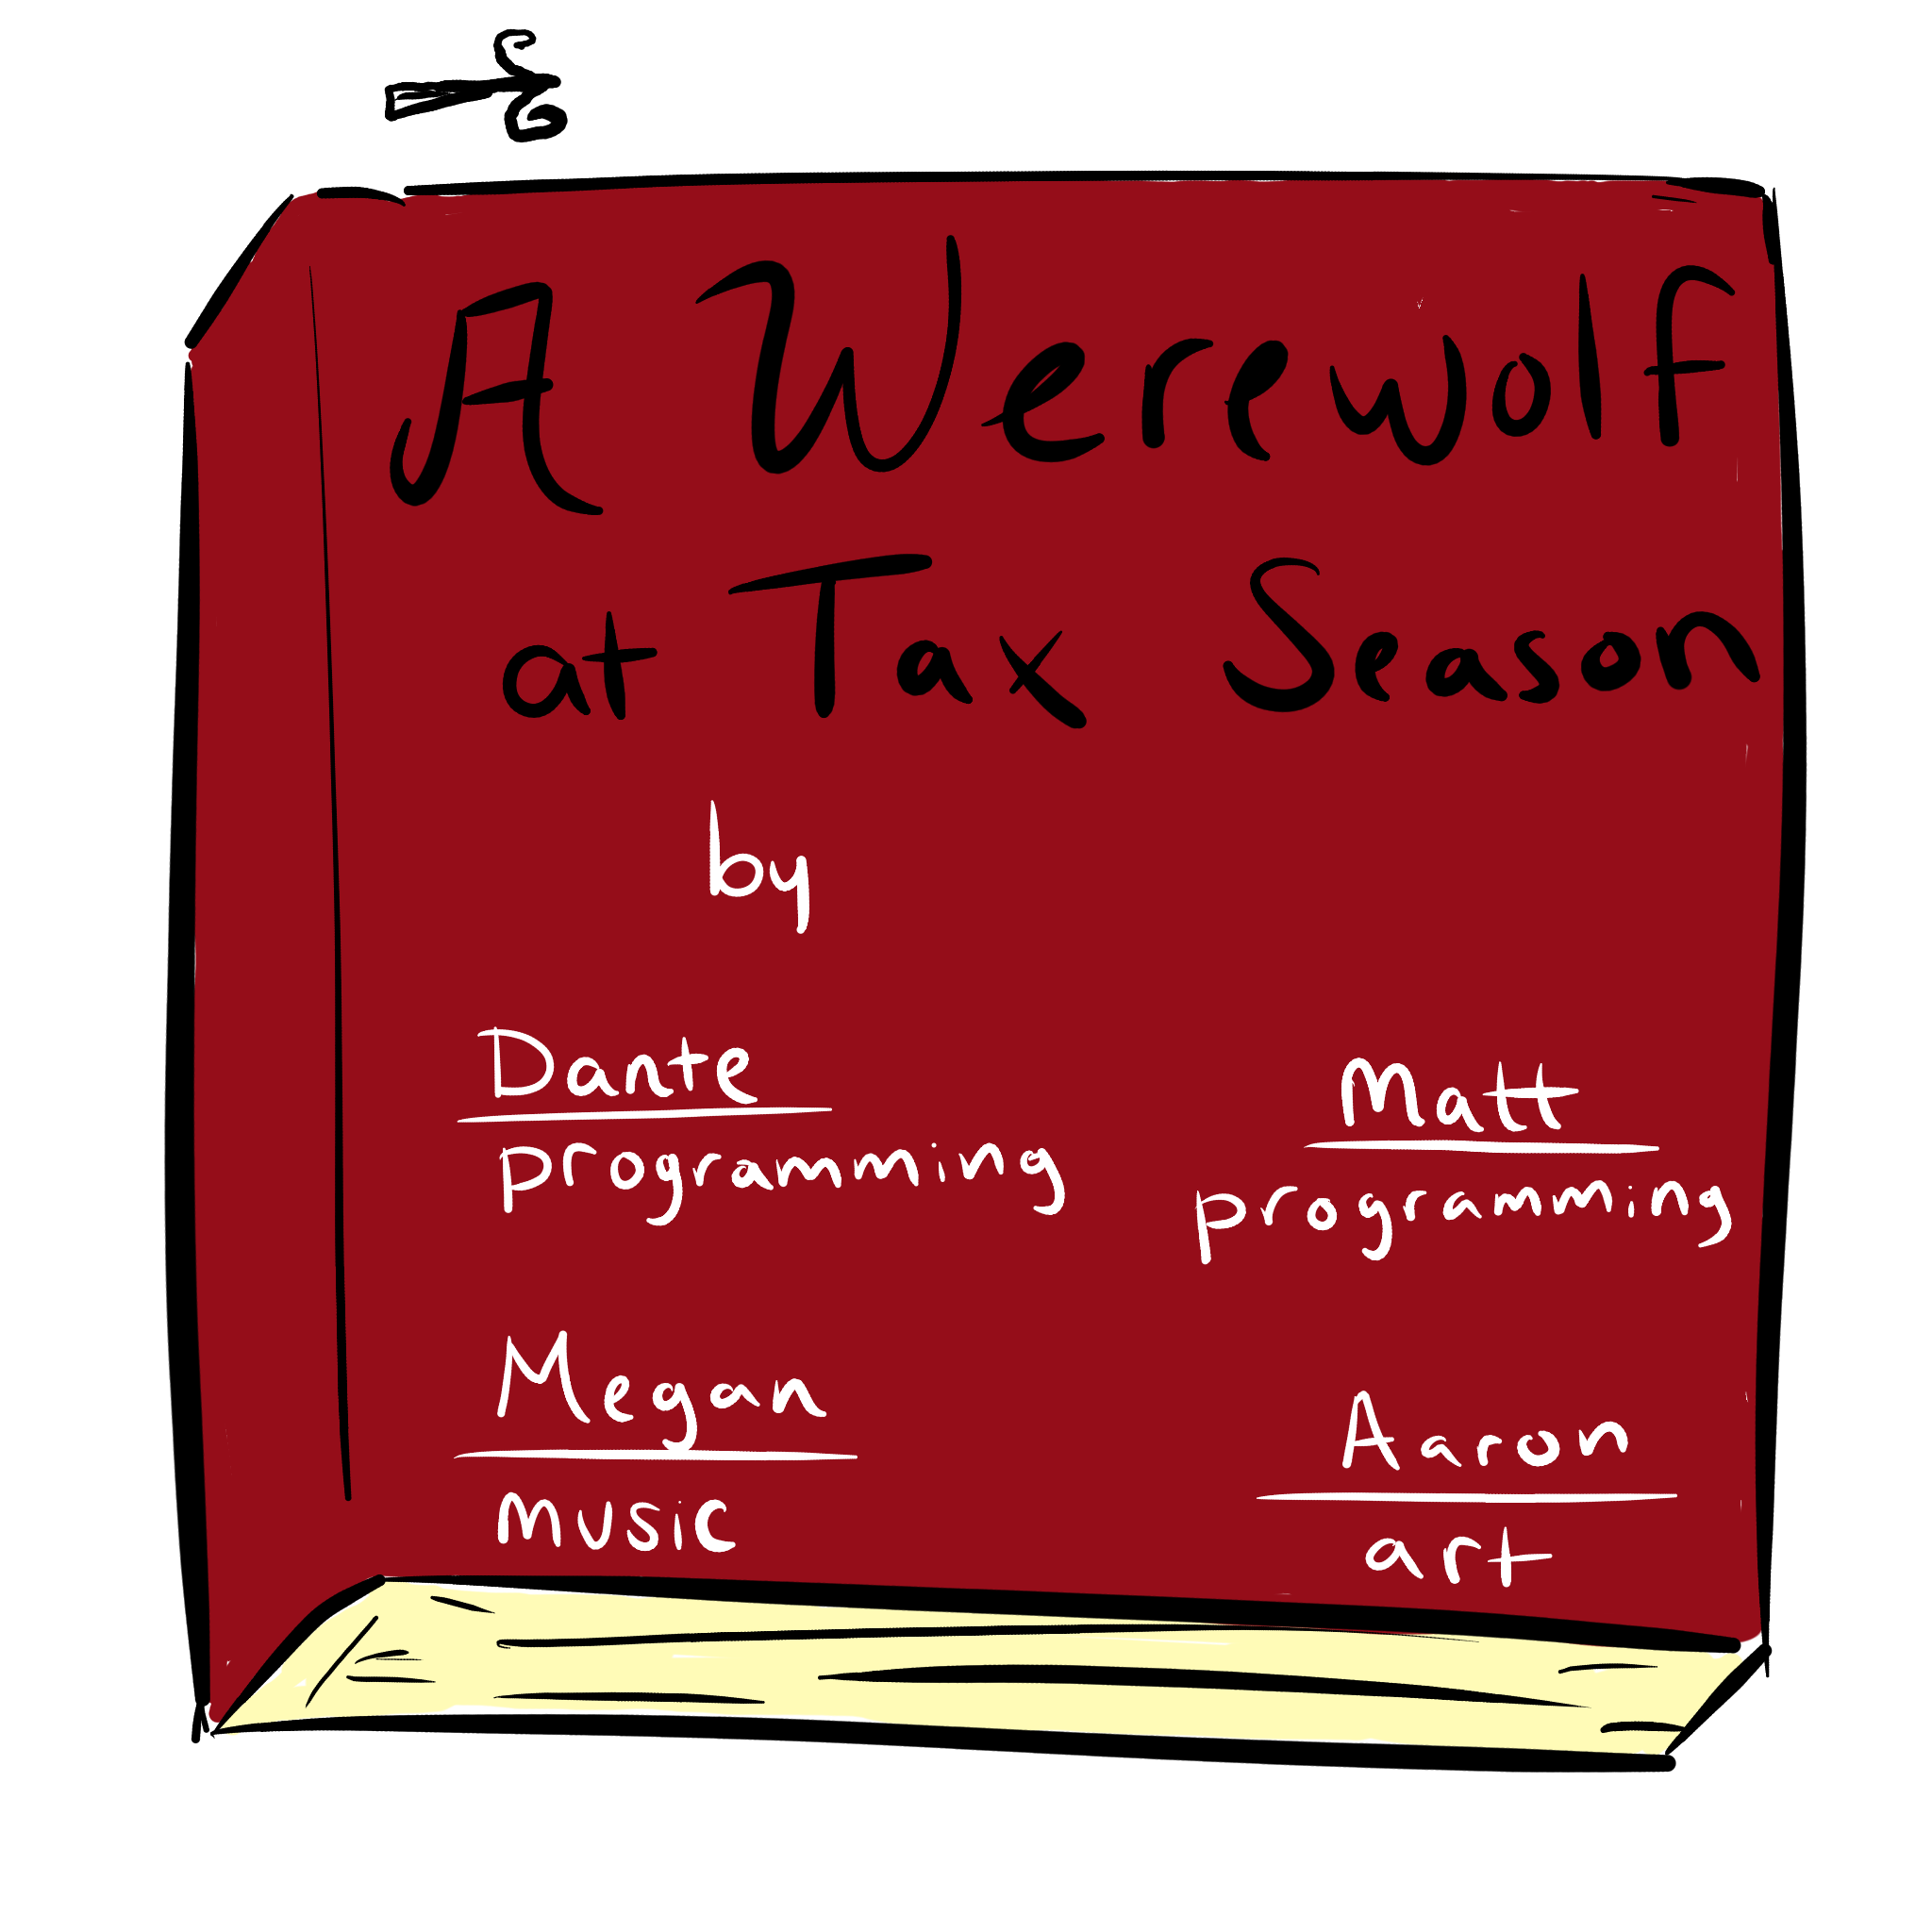 A Werewolf
at Tax Season
by
Dante
programming
Matt
programming
Megan
music
Aaron
art